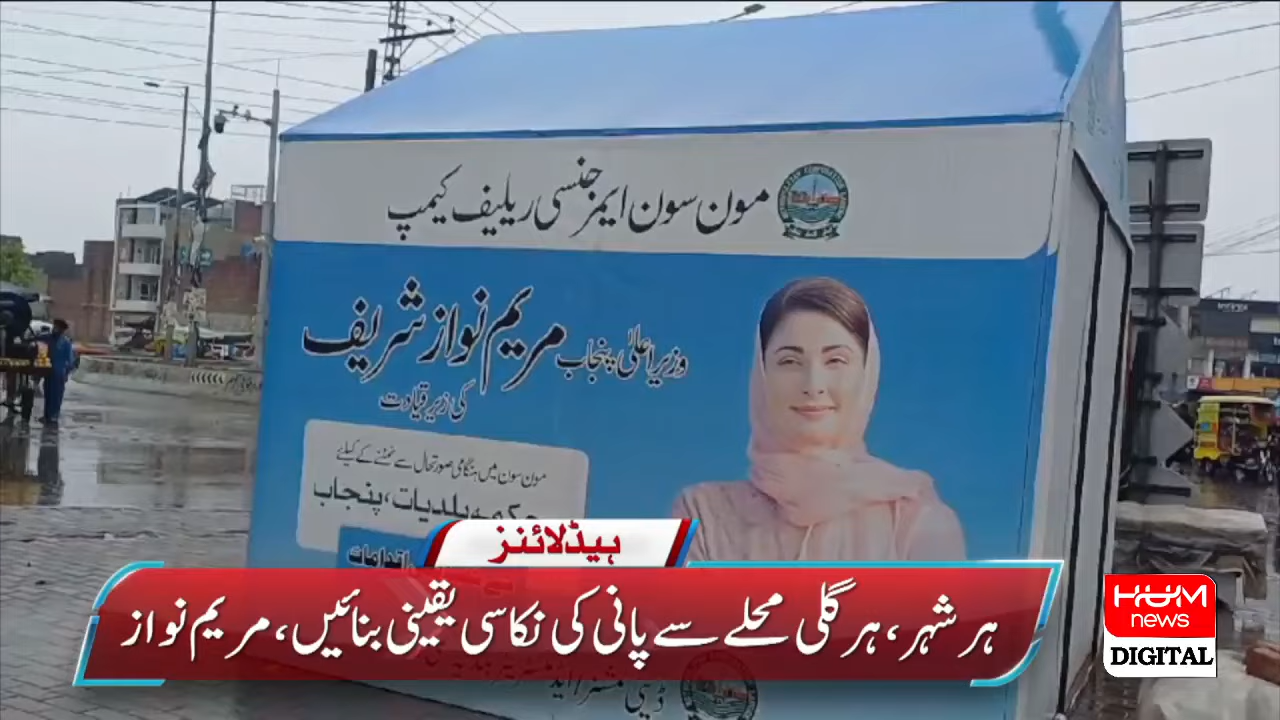 مون سون ایمرجنسی ریلیف کیمپ
وزیراعلیٰ پنجاب مریم نواز شریف
کی زیر قیادت
مون سون میں ہنگامی صورتحال سے نمٹنے کے کیلئے
بلدیات، پنجاب
ہیڈلائنز
ہر شہر، ہر گلی محلے سے پانی کی نکاسی یقینی بنائیں، مریم نواز
HUM
news
DIGITAL
Infinix